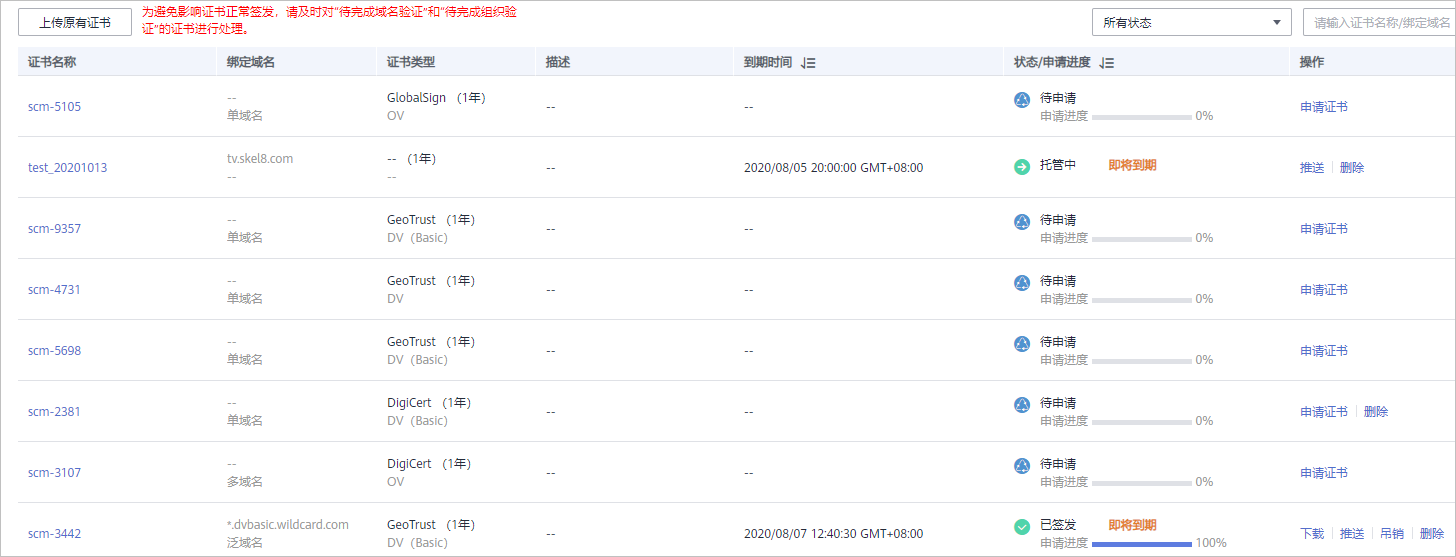 上传原有证书
为避免影响证书正常签发，请及时对“待完成域名验证”和“待完成组织验
证”的证书进行处理。
所有状态
请输入证书名称/绑定域名
证书名称 绑定域名 证书类型 描述 到期时间 状态/申请进度 操作
scm-5105 -- GlobalSign （1年） -- -- 待申请 申请证书
单域名 OV 申请进度 0%
test_20201013 tv.skel8.com -- （1年） -- 2020/08/05 20:00:00 GMT+08:00 托管中 即将到期 推送 删除
-- --
scm-9357 -- GeoTrust （1年） -- -- 待申请 申请证书
单域名 DV（Basic） 申请进度 0%
scm-4731 -- GeoTrust （1年） -- -- 待申请 申请证书
单域名 DV 申请进度 0%
scm-5698 -- GeoTrust （1年） -- -- 待申请 申请证书
单域名 DV（Basic） 申请进度 0%
scm-2381 -- DigiCert （1年） -- -- 待申请 申请证书 删除
单域名 DV（Basic） 申请进度 0%
scm-3107 -- DigiCert （1年） -- -- 待申请 申请证书
多域名 OV 申请进度 0%
scm-3442 *.dvbasic.wildcard.com GeoTrust （1年） -- 2020/08/07 12:40:30 GMT+08:00 已签发 即将到期 下载 推送 吊销 删除
泛域名 DV（Basic） 申请进度 100%